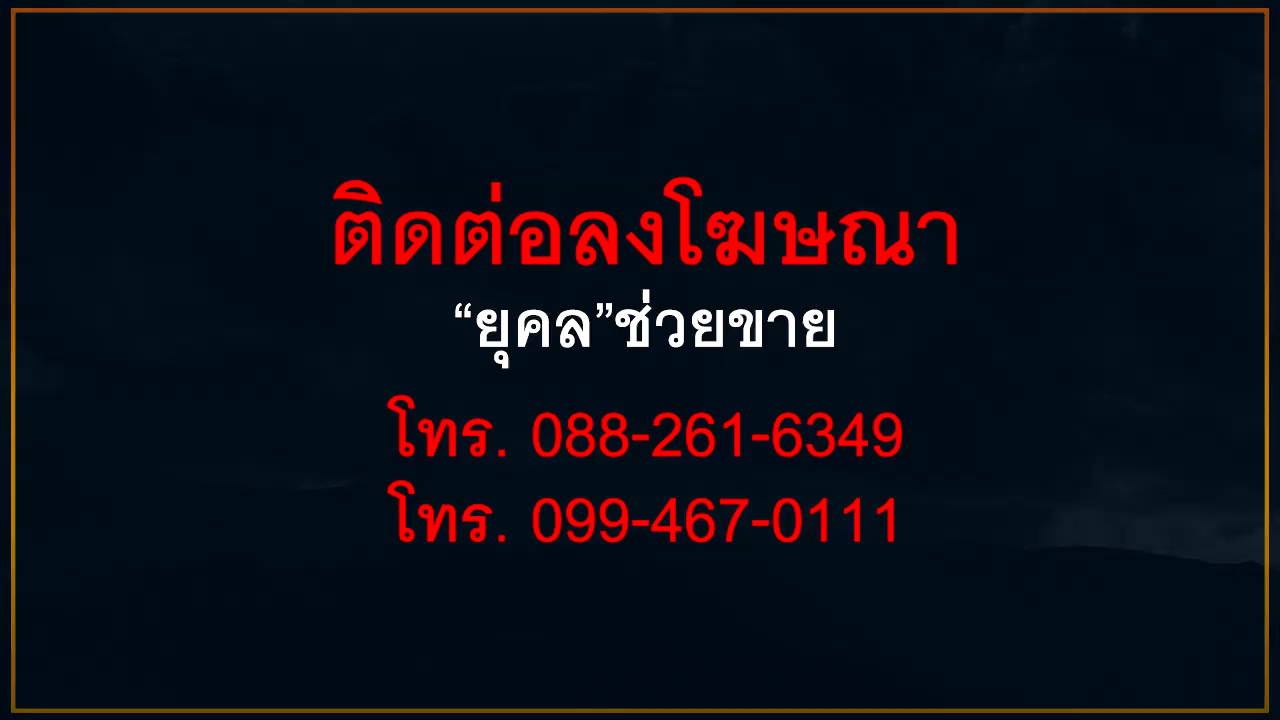 ติดต่อลงโฆษณา
“ยุคล”ช่วยขาย
โทร. 088-261-6349
โทร. 099-467-0111